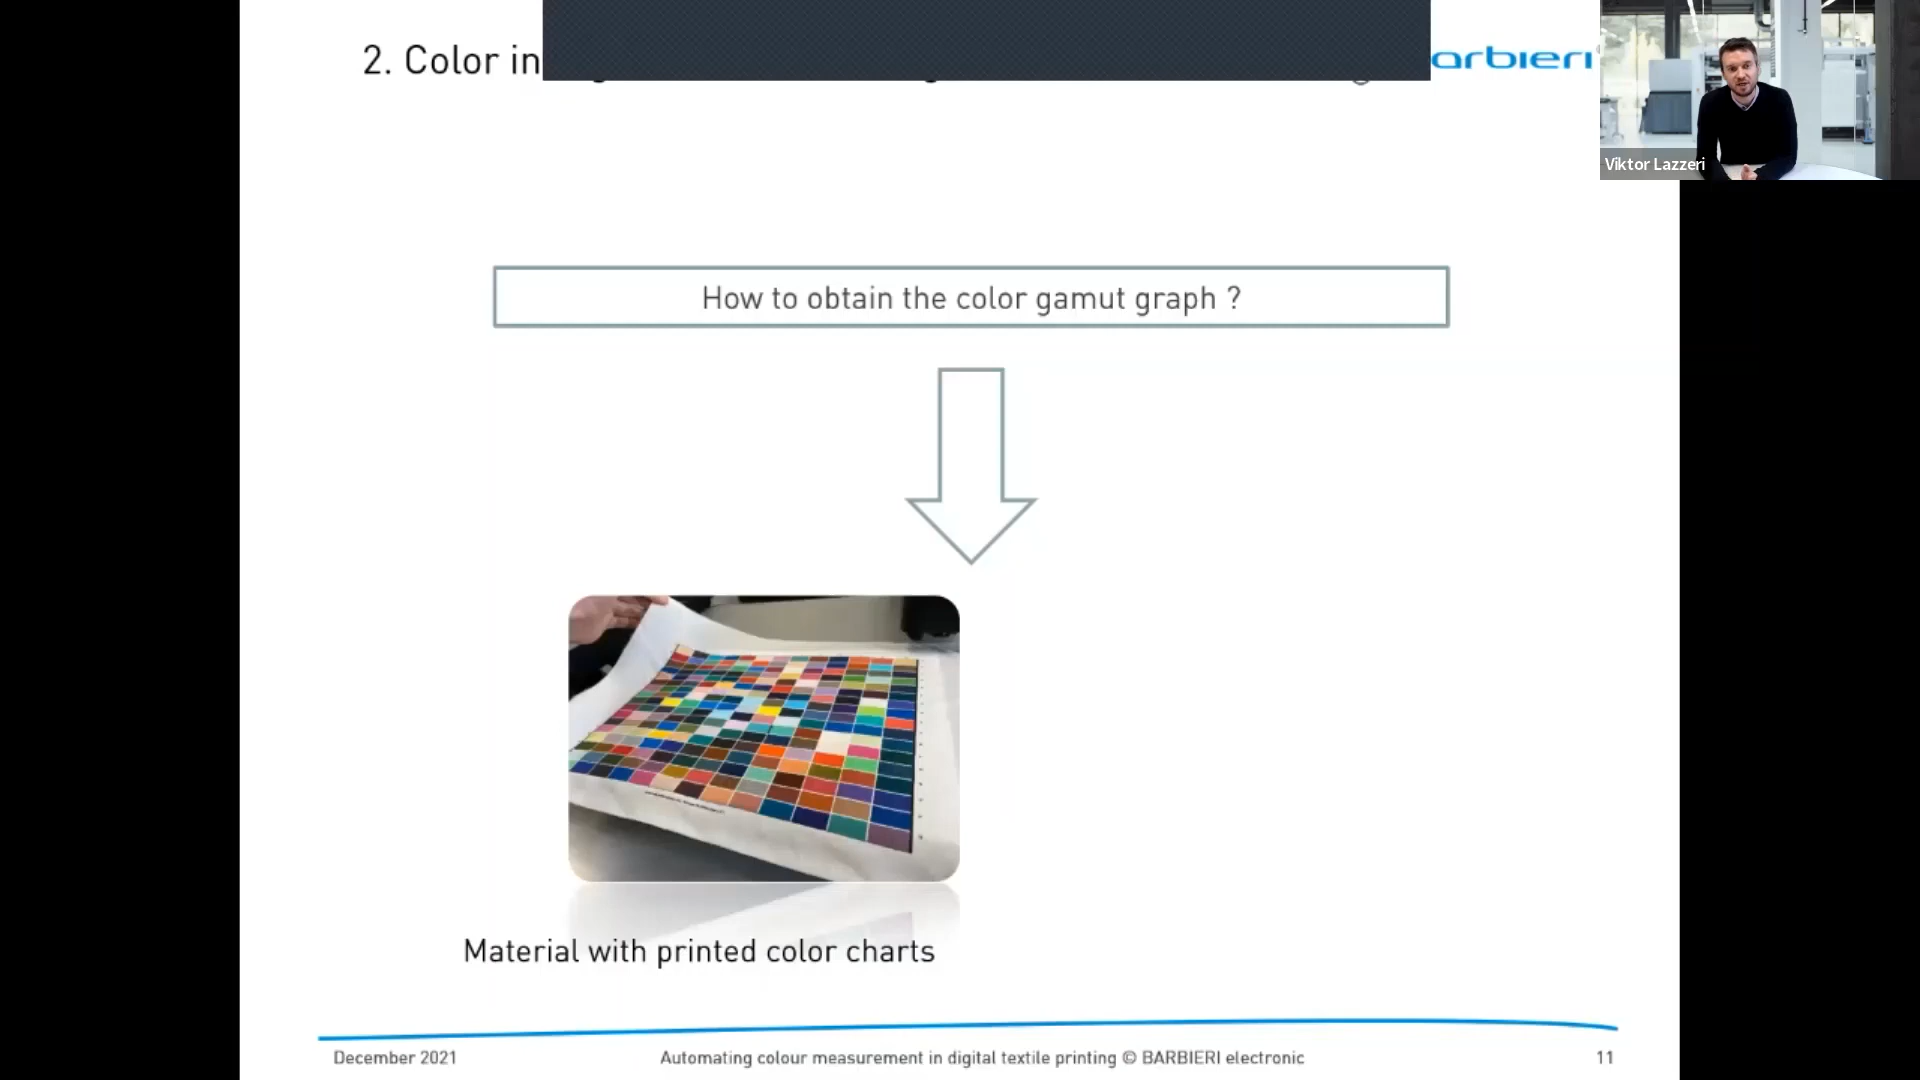 2. Color in
arbieri
Viktor Lazzeri
How to obtain the color gamut graph ?
Material with printed color charts
December 2021
Automating colour measurement in digital textile printing © BARBIERI electronic
11